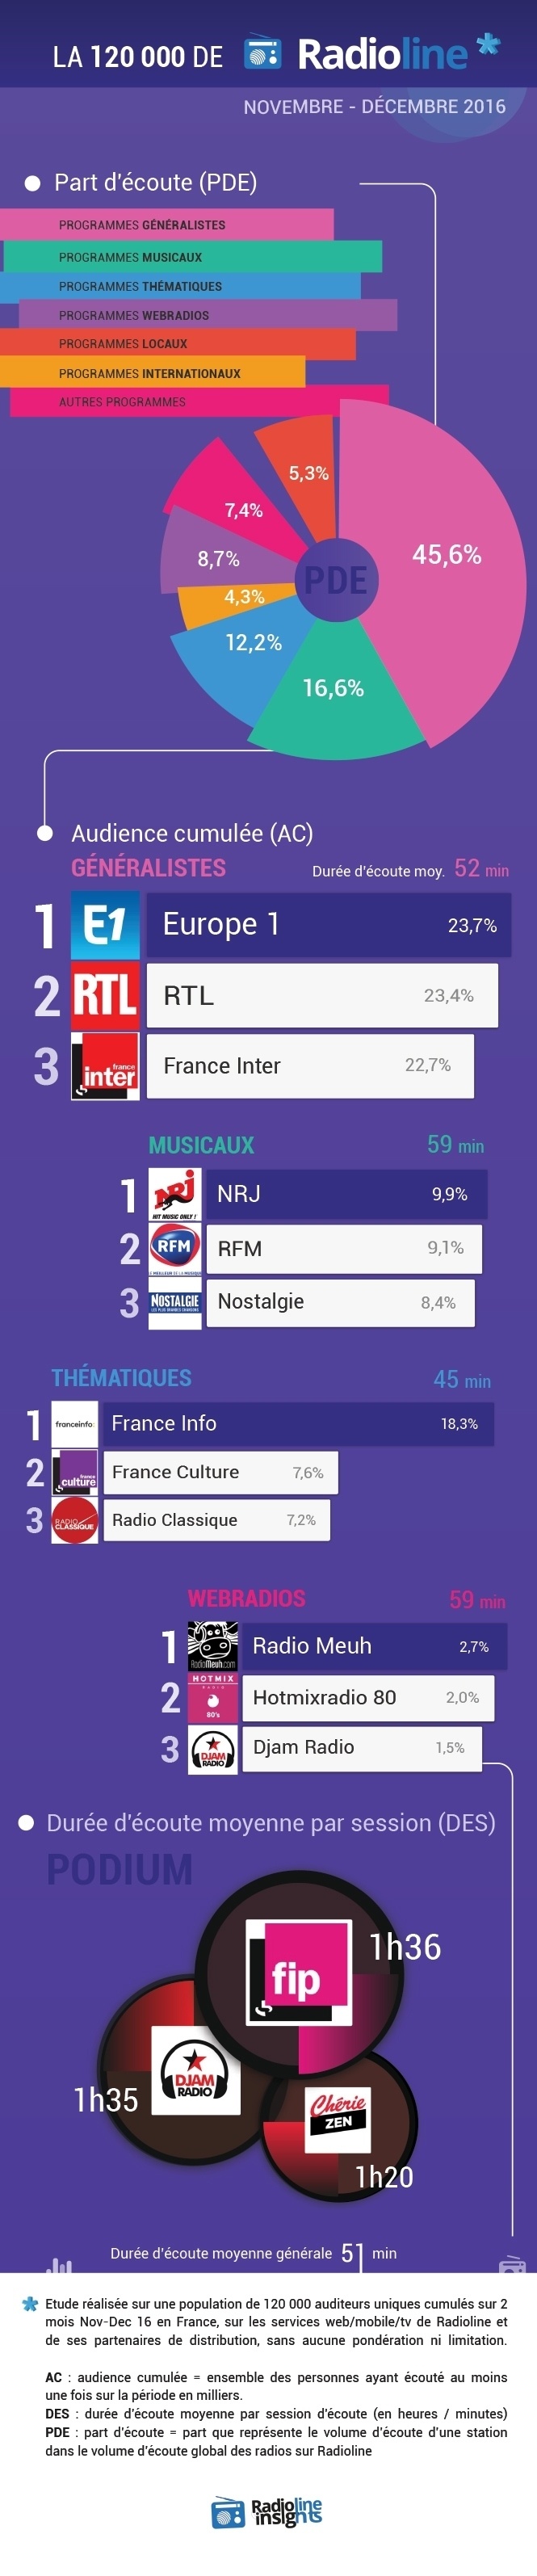 LA 120 000 DE Radioline *
NOVEMBRE - DÉCEMBRE 2016
Part d'écoute (PDE)
PROGRAMMES GÉNÉRALISTES
PROGRAMMES MUSICAUX
PROGRAMMES THÉMATIQUES
PROGRAMMES WEBRADIOS
PROGRAMMES LOCAUX
PROGRAMMES INTERNATIONAUX
AUTRES PROGRAMMES
5,3%
7,4%
45,6%
8,7%
PDE
4,3%
12,2%
16,6%
Audience cumulée (AC)
GÉNÉRALISTES Durée d'écoute moy. 52 min
1 E1 Europe 1 23,7%
2 RTL RTL 23,4%
3 france inter France Inter 22,7%
MUSICAUX 59 min
1 NRJ HIT MUSIC ONLY ! NRJ 9,9%
2 RFM RFM 9,1%
3 NOSTALGIE Nostalgie 8,4%
THÉMATIQUES 45 min
1 franceinfo: France Info 18,3%
2 france culture France Culture 7,6%
3 RADIO CLASSIQUE Radio Classique 7,2%
WEBRADIOS 59 min
1 RadioMeuh.com Radio Meuh 2,7%
2 HOTMIX RADIO 80's Hotmixradio 80 2,0%
3 DJAM RADIO Djam Radio 1,5%
Durée d'écoute moyenne par session (DES)
PODIUM
fip
1h36
DJAM RADIO
1h35
Chérie ZEN
1h20
Durée d'écoute moyenne générale 51 min
* Etude réalisée sur une population de 120 000 auditeurs uniques cumulés sur 2
mois Nov-Dec 16 en France, sur les services web/mobile/tv de Radioline et
de ses partenaires de distribution, sans aucune pondération ni limitation.
AC : audience cumulée = ensemble des personnes ayant écouté au moins
une fois sur la période en milliers.
DES : durée d'écoute moyenne par session d'écoute (en heures / minutes)
PDE : part d'écoute = part que représente le volume d'écoute d'une station
dans le volume d'écoute global des radios sur Radioline
Radioline
insights